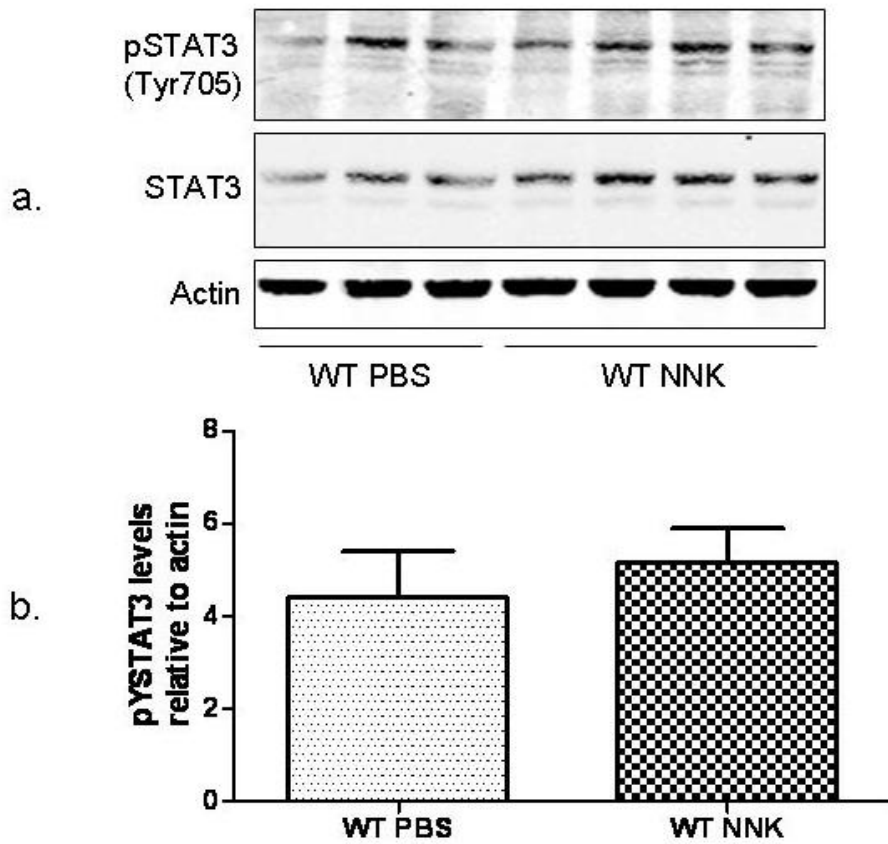 pSTAT3
(Tyr705)
a.
STAT3
Actin
WT PBS
WT NNK
b.
pYSTAT3 levels
relative to actin
8
6
4
2
0
WT PBS
WT NNK